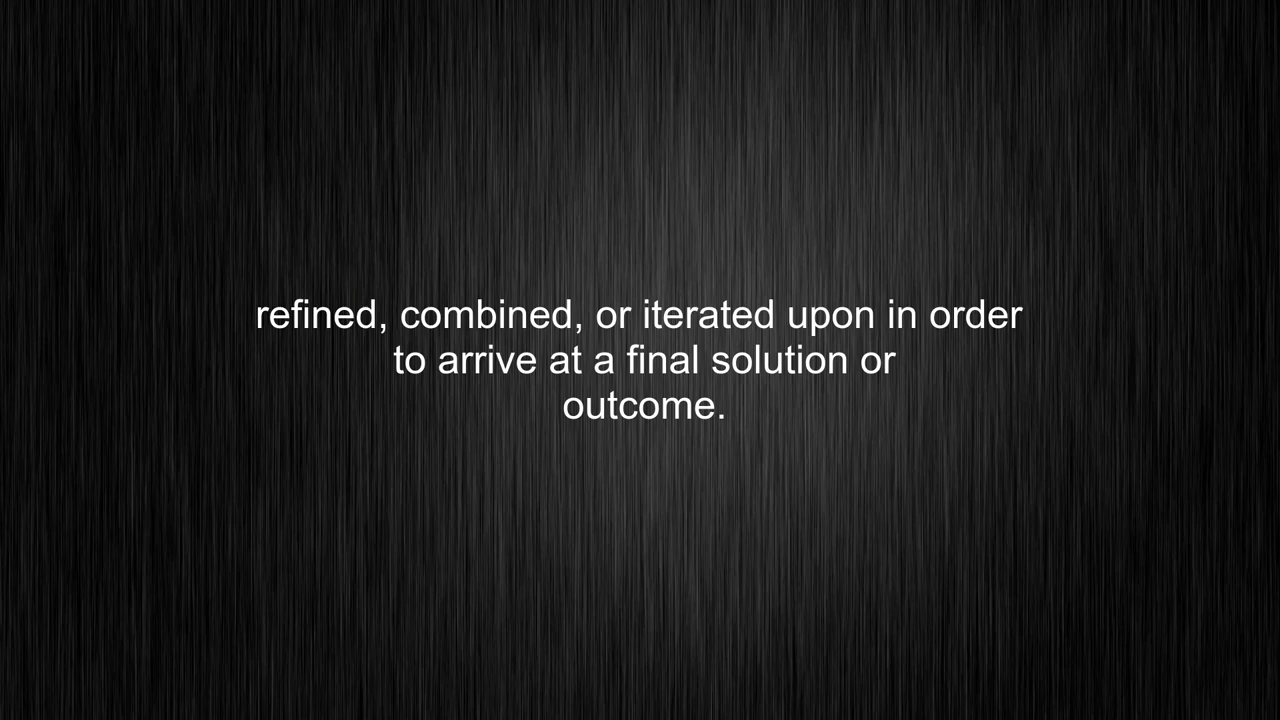 refined, combined, or iterated upon in order
to arrive at a final solution or
outcome.